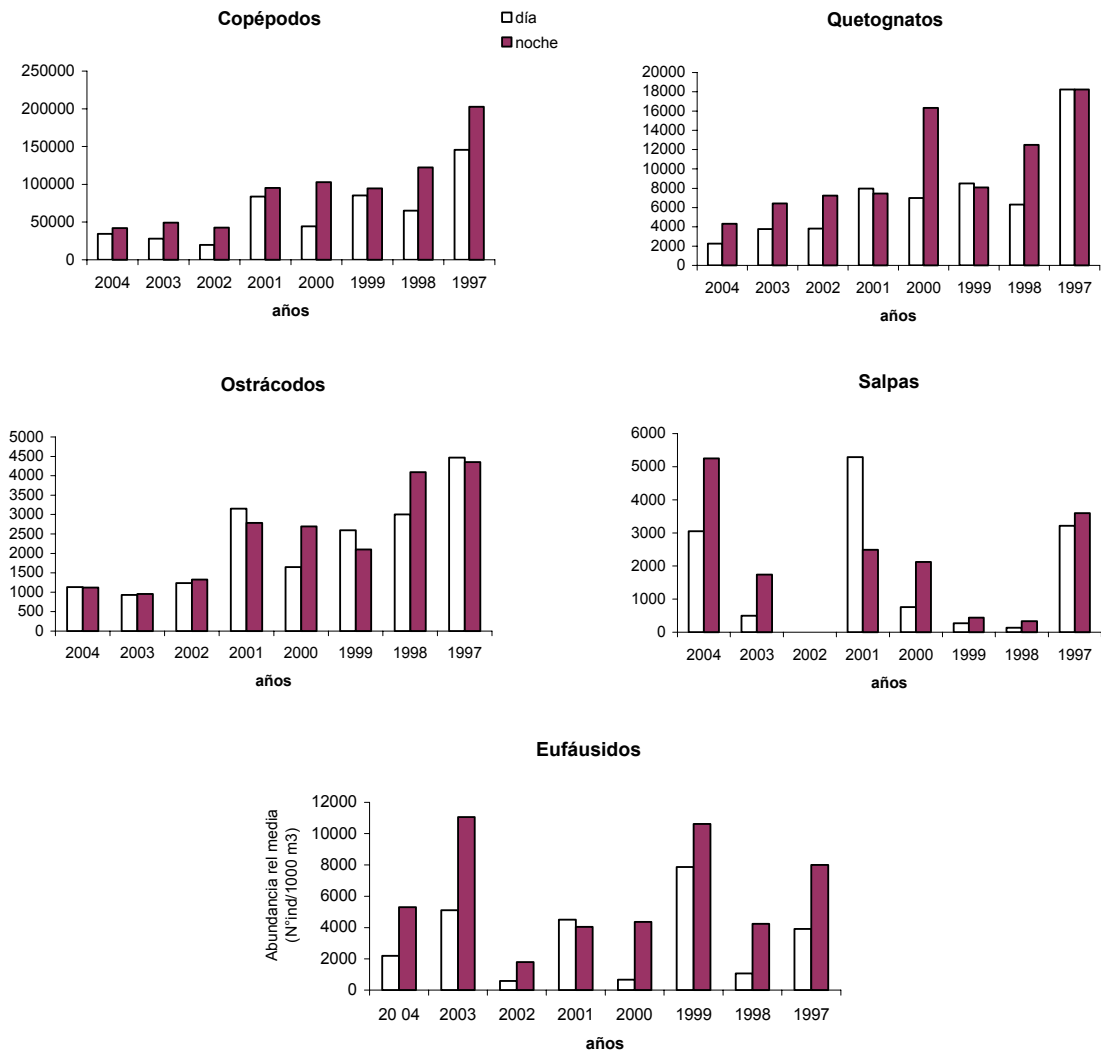 Copépodos
día
noche
250000
200000
150000
100000
50000
0
2004 2003 2002 2001 2000 1999 1998 1997
años
Quetognatos
20000
18000
16000
14000
12000
10000
8000
6000
4000
2000
0
2004 2003 2002 2001 2000 1999 1998 1997
años
Ostrácodos
5000
4500
4000
3500
3000
2500
2000
1500
1000
500
0
2004 2003 2002 2001 2000 1999 1998 1997
años
Salpas
6000
5000
4000
3000
2000
1000
0
2004 2003 2002 2001 2000 1999 1998 1997
años
Eufáusidos
Abundancia rel media
(N°ind/1000 m3)
12000
10000
8000
6000
4000
2000
0
20 04 2003 2002 2001 2000 1999 1998 1997
años